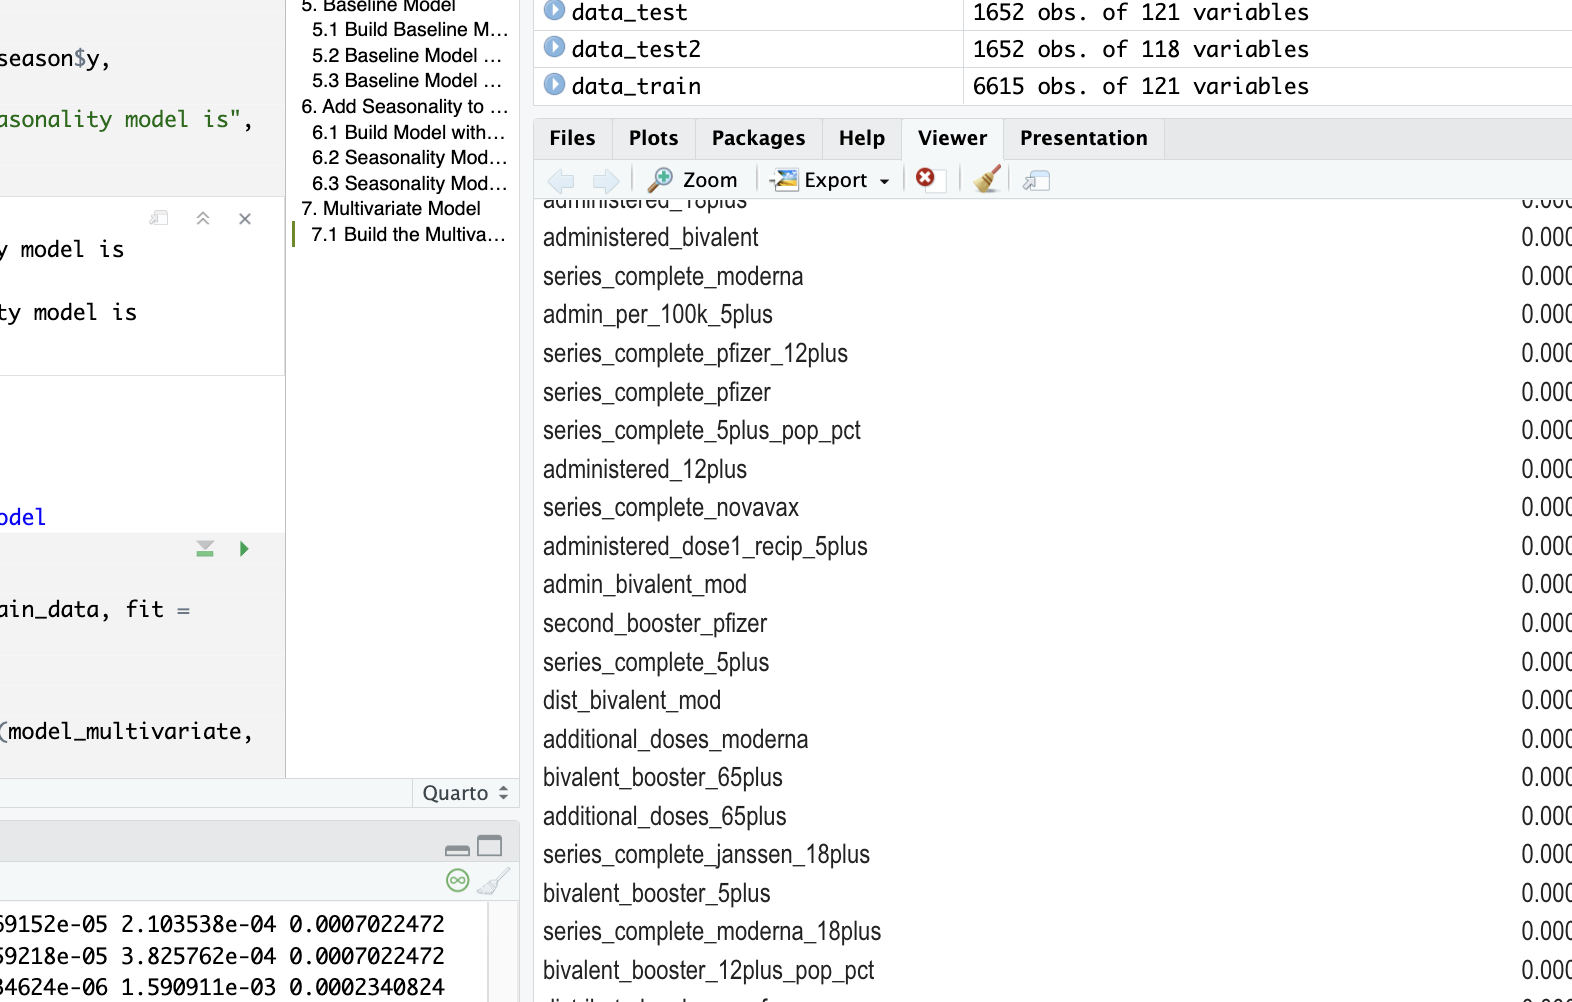 season$y,
asonality model is",
y model is
ty model is
odel
ain_data, fit =
(model_multivariate,
5. Baseline Model
5.1 Build Baseline M...
5.2 Baseline Model ...
5.3 Baseline Model ...
6. Add Seasonality to ...
6.1 Build Model with...
6.2 Seasonality Mod...
6.3 Seasonality Mod...
7. Multivariate Model
7.1 Build the Multiva...
Quarto
69152e-05 2.103538e-04 0.0007022472
59218e-05 3.825762e-04 0.0007022472
34624e-06 1.590911e-03 0.0002340824
data_test 1652 obs. of 121 variables
data_test2 1652 obs. of 118 variables
data_train 6615 obs. of 121 variables
Files Plots Packages Help Viewer Presentation
Zoom Export
administered_18plus 0.000
administered_bivalent 0.000
series_complete_moderna 0.000
admin_per_100k_5plus 0.000
series_complete_pfizer_12plus 0.000
series_complete_pfizer 0.000
series_complete_5plus_pop_pct 0.000
administered_12plus 0.000
series_complete_novavax 0.000
administered_dose1_recip_5plus 0.000
admin_bivalent_mod 0.000
second_booster_pfizer 0.000
series_complete_5plus 0.000
dist_bivalent_mod 0.000
additional_doses_moderna 0.000
bivalent_booster_65plus 0.000
additional_doses_65plus 0.000
series_complete_janssen_18plus 0.000
bivalent_booster_5plus 0.000
series_complete_moderna_18plus 0.000
bivalent_booster_12plus_pop_pct 0.000